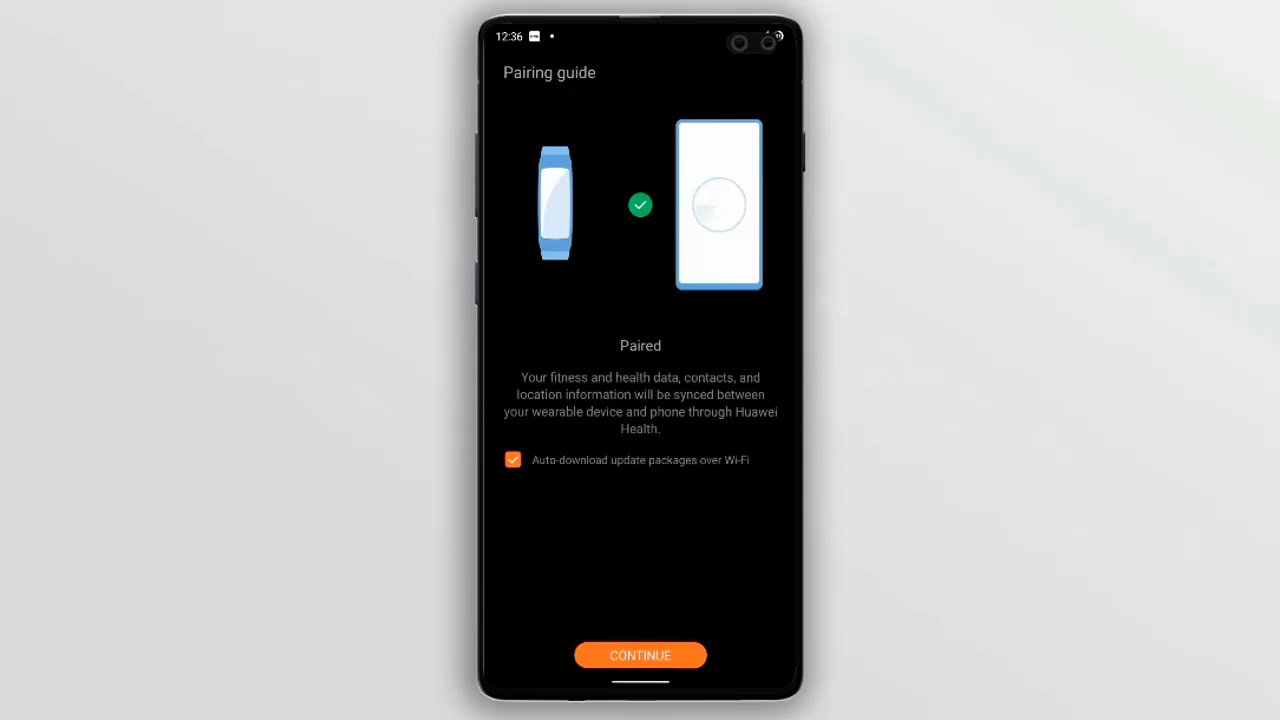 12:36
Pairing guide
Paired
Your fitness and health data, contacts, and
location information will be synced between
your wearable device and phone through Huawei
Health.
Auto-download update packages over Wi-Fi
CONTINUE